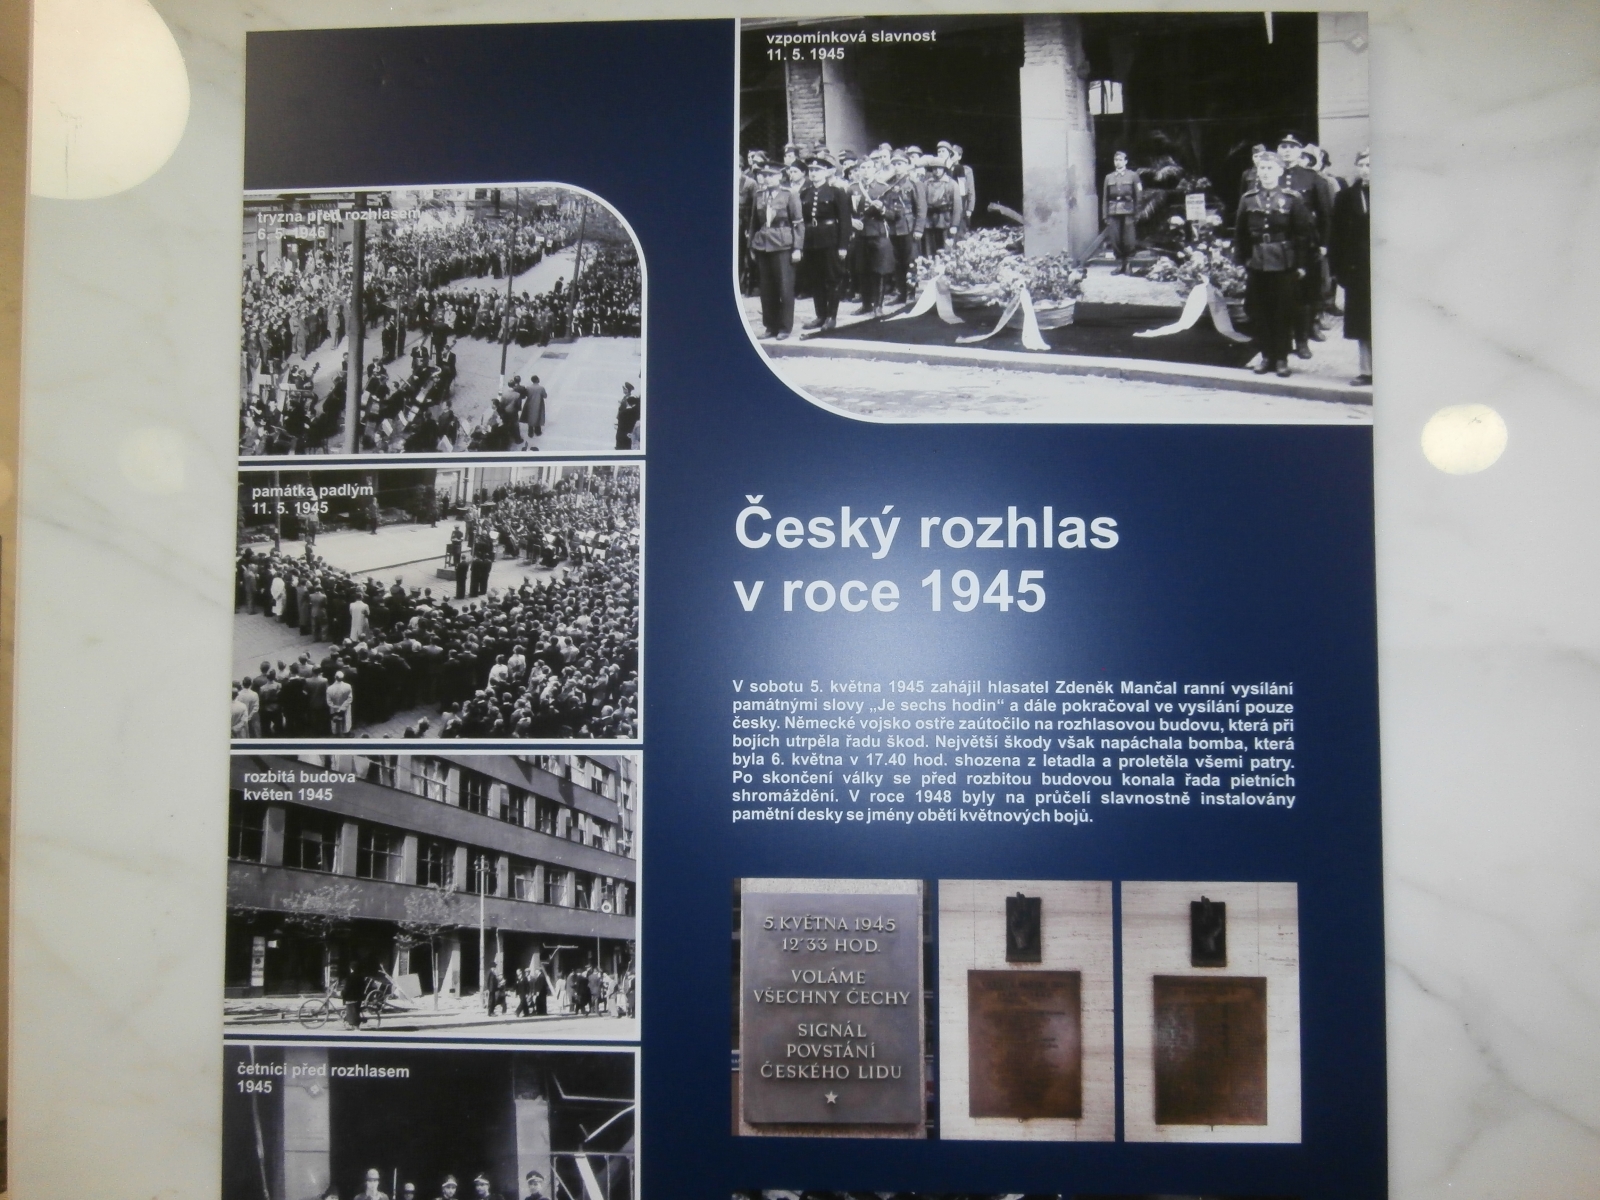 vzpomínková slavnost
11. 5. 1945
tryzna před rozhlasem
6. 5. 1946
památka padlým
11. 5. 1945
rozbitá budova
květen 1945
četníci před rozhlasem
1945
Český rozhlas
v roce 1945
V sobotu 5. května 1945 zahájil hlasatel Zdeněk Mančal ranní vysílání
památnými slovy „Je sechs hodin“ a dále pokračoval ve vysílání pouze
česky. Německé vojsko ostře zaútočilo na rozhlasovou budovu, která při
bojích utrpěla řadu škod. Největší škody však napáchala bomba, která
byla 6. května v 17.40 hod. shozena z letadla a proletěla všemi patry.
Po skončení války se před rozbitou budovou konala řada pietních
shromáždění. V roce 1948 byly na průčelí slavnostně instalovány
pamětní desky se jmény obětí květnových bojů.
5. KVĚTNA 1945
12'33 HOD.
VOLÁME
VŠECHNY ČECHY
SIGNÁL
POVSTÁNÍ
ČESKÉHO LIDU